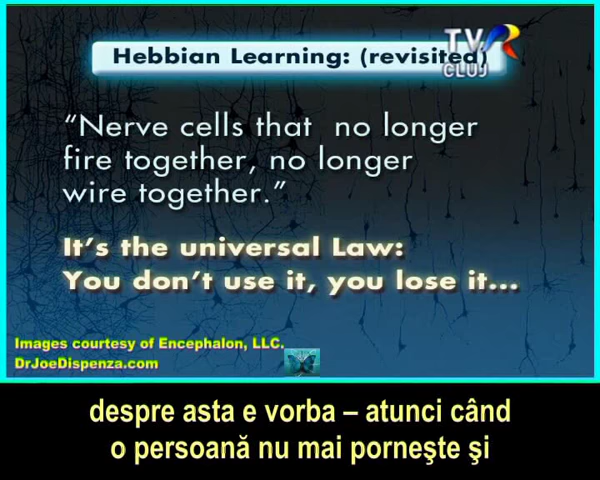 Hebbian Learning: (revisited)
TVR
CLUJ
“Nerve cells that no longer
fire together, no longer
wire together.”
It’s the universal Law:
You don’t use it, you lose it...
Images courtesy of Encephalon, LLC.
DrJoeDispenza.com
despre asta e vorba – atunci când
o persoană nu mai porneşte şi